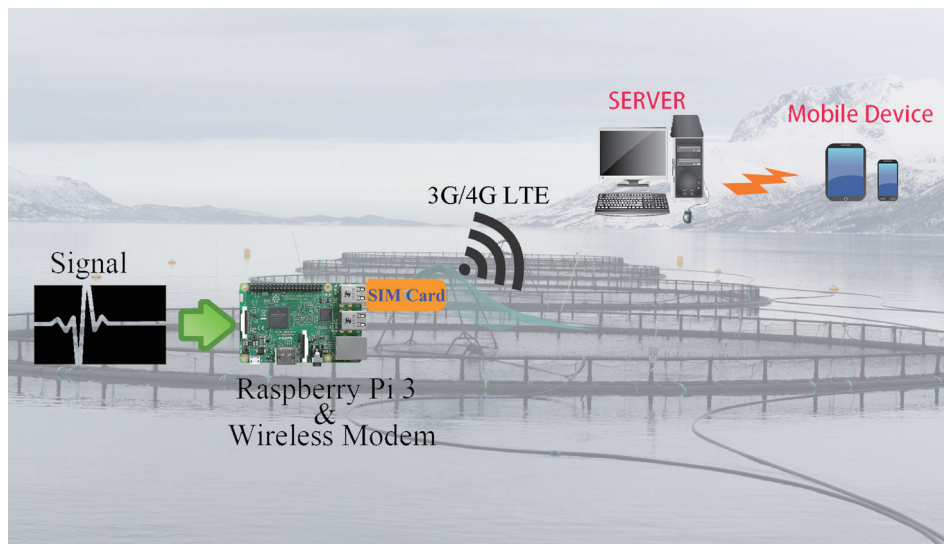 SERVER
Mobile Device
3G/4G LTE
Signal
SIM Card
Raspberry Pi 3
&
Wireless Modem